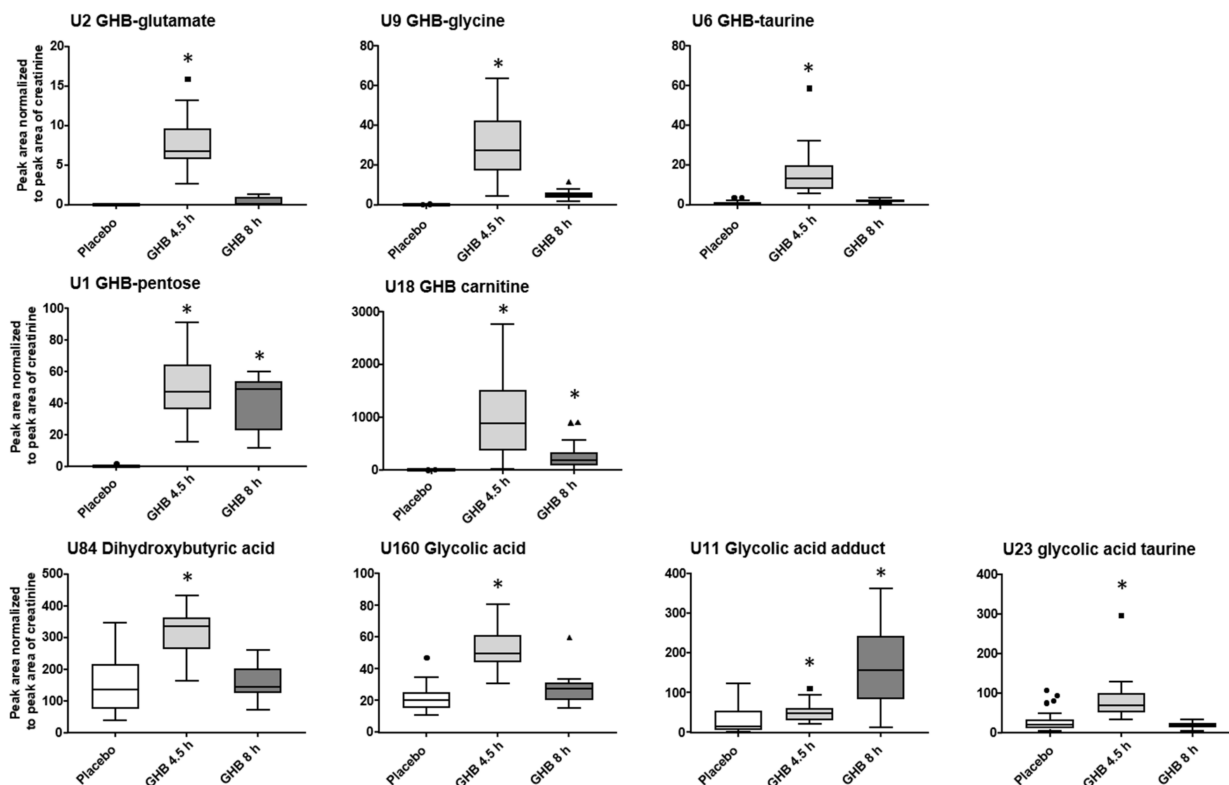 U2 GHB-glutamate
Peak area normalized
to peak area of creatinine
20
15
10
5
0
*
Placebo
GHB 4.5 h
GHB 8 h
U9 GHB-glycine
80
60
40
20
0
*
Placebo
GHB 4.5 h
GHB 8 h
U6 GHB-taurine
80
60
40
20
0
*
Placebo
GHB 4.5 h
GHB 8 h
U1 GHB-pentose
Peak area normalized
to peak area of creatinine
100
80
60
40
20
0
*
*
Placebo
GHB 4.5 h
GHB 8 h
U18 GHB carnitine
3000
2000
1000
0
*
*
Placebo
GHB 4.5 h
GHB 8 h
U84 Dihydroxybutyric acid
Peak area normalized
to peak area of creatinine
500
400
300
200
100
0
*
Placebo
GHB 4.5 h
GHB 8 h
U160 Glycolic acid
100
80
60
40
20
0
*
Placebo
GHB 4.5 h
GHB 8 h
U11 Glycolic acid adduct
400
300
200
100
0
*
*
Placebo
GHB 4.5 h
GHB 8 h
U23 glycolic acid taurine
400
300
200
100
0
*
Placebo
GHB 4.5 h
GHB 8 h